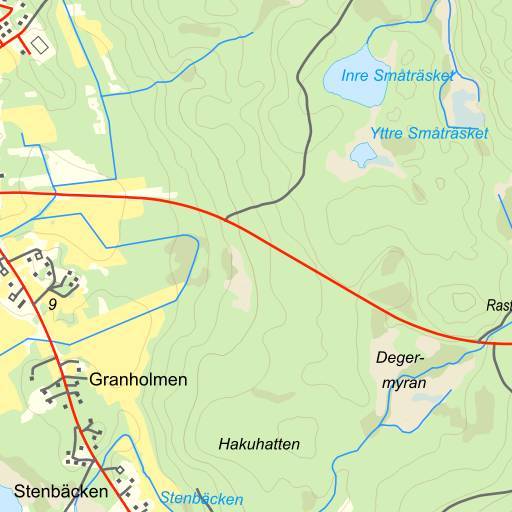 Inre Småträsket
Yttre Småträsket
9
Rast
Deger-
myran
Granholmen
Hakuhatten
Stenbäcken
Stenbäcken